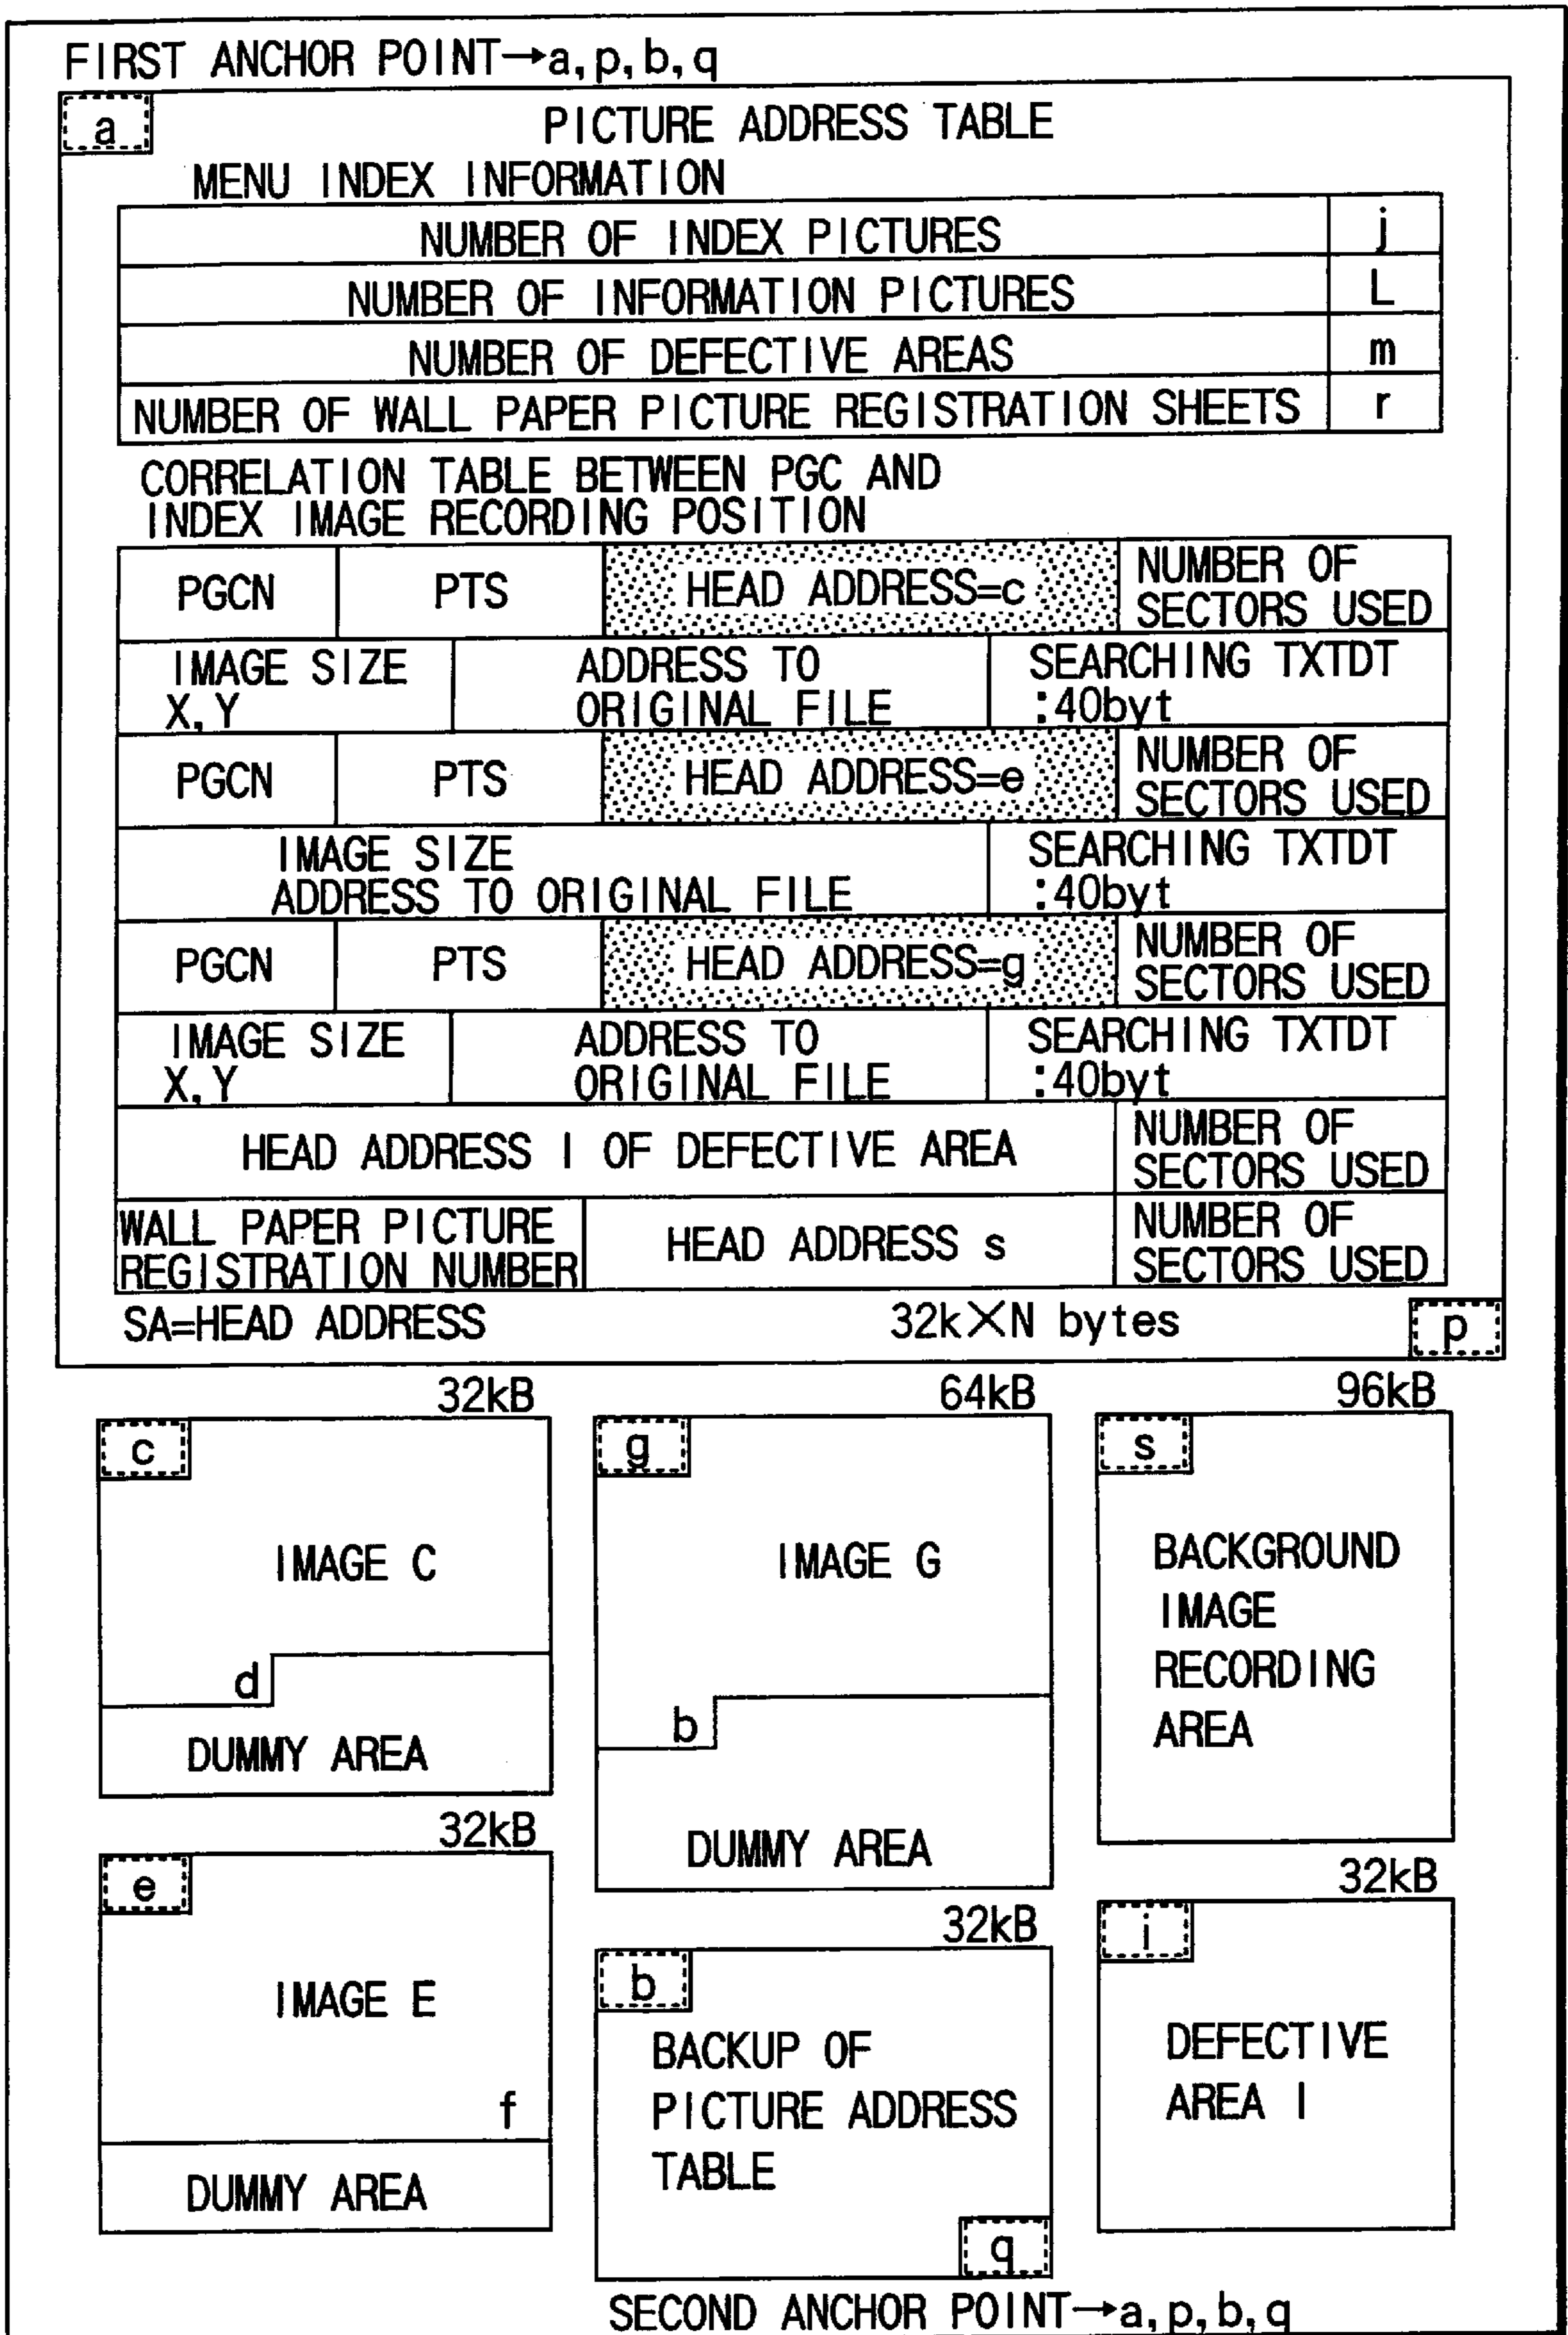 FIRST ANCHOR POINT→a,p,b,q
a
PICTURE ADDRESS TABLE
MENU INDEX INFORMATION
NUMBER OF INDEX PICTURES j
NUMBER OF INFORMATION PICTURES L
NUMBER OF DEFECTIVE AREAS m
NUMBER OF WALL PAPER PICTURE REGISTRATION SHEETS r
CORRELATION TABLE BETWEEN PGC AND
INDEX IMAGE RECORDING POSITION
PGCN PTS HEAD ADDRESS=c NUMBER OF
SECTORS USED
IMAGE SIZE
X,Y
ADDRESS TO
ORIGINAL FILE
SEARCHING TXTDT
:40byt
PGCN PTS HEAD ADDRESS=e NUMBER OF
SECTORS USED
IMAGE SIZE
ADDRESS TO ORIGINAL FILE
SEARCHING TXTDT
:40byt
PGCN PTS HEAD ADDRESS=g NUMBER OF
SECTORS USED
IMAGE SIZE
X,Y
ADDRESS TO
ORIGINAL FILE
SEARCHING TXTDT
:40byt
HEAD ADDRESS I OF DEFECTIVE AREA NUMBER OF
SECTORS USED
WALL PAPER PICTURE
REGISTRATION NUMBER
HEAD ADDRESS s
NUMBER OF
SECTORS USED
SA=HEAD ADDRESS 32k×N bytes p
32kB
c
IMAGE C
d
DUMMY AREA
32kB
e
IMAGE E
f
DUMMY AREA
64kB
g
IMAGE G
b
DUMMY AREA
32kB
b
BACKUP OF
PICTURE ADDRESS
TABLE
q
96kB
s
BACKGROUND
IMAGE
RECORDING
AREA
32kB
i
DEFECTIVE
AREA I
SECOND ANCHOR POINT→a,p,b,q